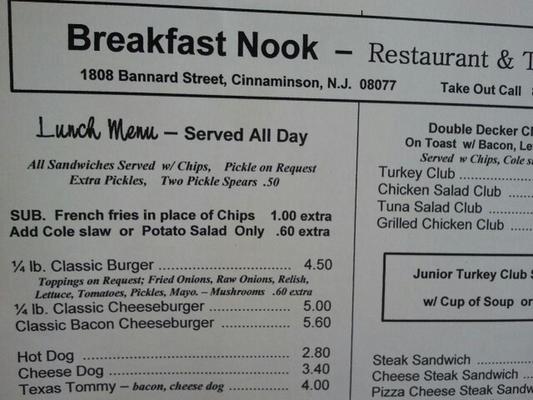 Breakfast Nook – Restaurant & T
1808 Bannard Street, Cinnaminson, N.J. 08077
Take Out Call
Lunch Menu – Served All Day
All Sandwiches Served w/ Chips, Pickle on Request
Extra Pickles, Two Pickle Spears .50
SUB. French fries in place of Chips 1.00 extra
Add Cole slaw or Potato Salad Only .60 extra
¼ lb. Classic Burger ........................... 4.50
Toppings on Request; Fried Onions, Raw Onions, Relish,
Lettuce, Tomatoes, Pickles, Mayo. – Mushrooms .60 extra
¼ lb. Classic Cheeseburger .................. 5.00
Classic Bacon Cheeseburger ............... 5.60
Hot Dog ........................................ 2.80
Cheese Dog ................................... 3.40
Texas Tommy – bacon, cheese dog ............ 4.00
Double Decker Cl
On Toast w/ Bacon, Le
Served w Chips, Cole s
Turkey Club ................
Chicken Salad Club ......
Tuna Salad Club ..........
Grilled Chicken Club .....
Junior Turkey Club S
w/ Cup of Soup or
Steak Sandwich ...........
Cheese Steak Sandwich
Pizza Cheese Steak Sandw